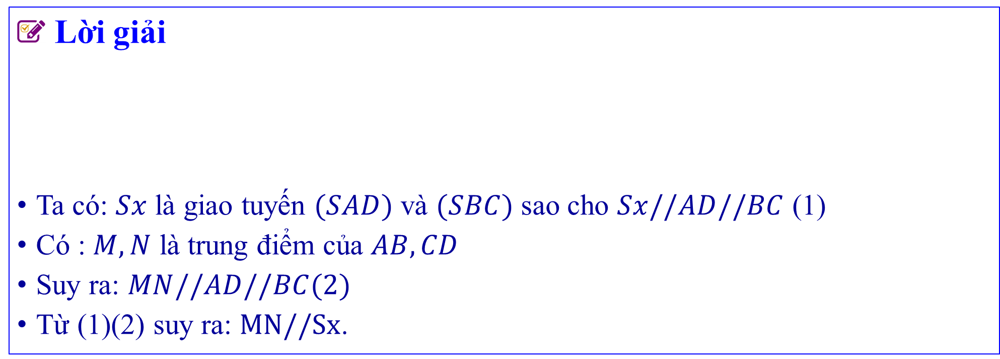 Lời giải
• Ta có: Sx là giao tuyến (SAD) và (SBC) sao cho Sx//AD//BC (1)
• Có : M, N là trung điểm của AB, CD
• Suy ra: MN//AD//BC(2)
• Từ (1)(2) suy ra: MN//Sx.